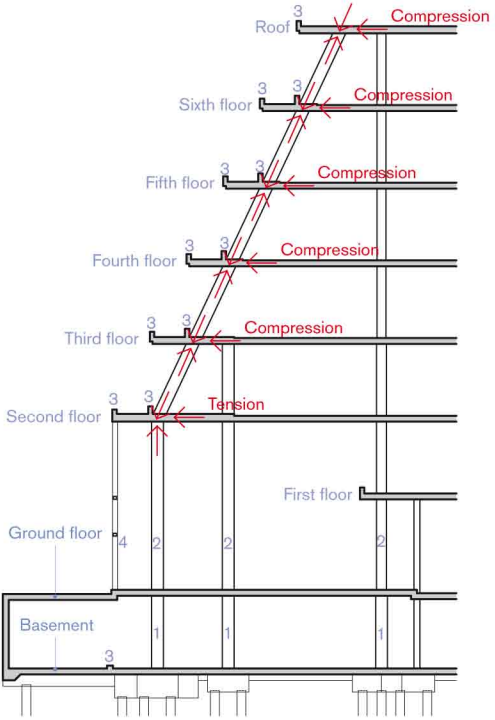 3
Roof
Compression
3
3
Sixth floor
Compression
3
3
Fifth floor
Compression
3
3
Fourth floor
Compression
3
3
Third floor
Compression
3
3
Second floor
Tension
First floor
Ground floor
4
2
2
2
Basement
3
1
1
1